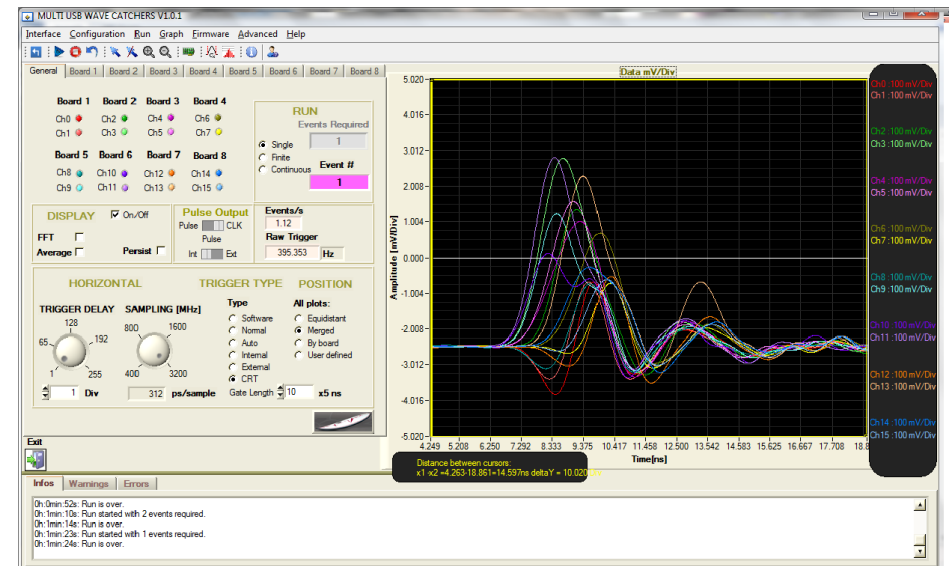 MULTI USB WAVE CATCHERS V1.0.1
Interface Configuration Run Graph Firmware Advanced Help
General Board 1 Board 2 Board 3 Board 4 Board 5 Board 6 Board 7 Board 8
Board 1 Board 2 Board 3 Board 4
Ch0 Ch2 Ch4 Ch6
Ch1 Ch3 Ch5 Ch7
Board 5 Board 6 Board 7 Board 8
Ch8 Ch10 Ch12 Ch14
Ch9 Ch11 Ch13 Ch15
RUN
Events Required
Single 1
Finite
Continuous Event #
1
DISPLAY On/Off
FFT
Average Persist
Pulse Output
Pulse CLK
Pulse
Int Ext
Events/s
1.12
Raw Trigger
395.353 Hz
HORIZONTAL TRIGGER TYPE POSITION
TRIGGER DELAY SAMPLING [MHz]
128
65 192
1 255
1 Div
800 1600
400 3200
312 ps/sample
Type
Software
Normal
Auto
Internal
External
CRT
Gate Length 10 x5 ns
All plots:
Equidistant
Merged
By board
User defined
Exit
Data mV/Div
Amplitude [mV/Div]
5.020
4.016
3.012
2.008
1.004
0.000
-1.004
-2.008
-3.012
-4.016
-5.020
4.249 5.208 6.250 7.292 8.333 9.375 10.417 11.458 12.500 13.542 14.583 15.625 16.667 17.708
Time[ns]
Ch0 :100 mV/Div
Ch1 :100 mV/Div
Ch2 :100 mV/Div
Ch3 :100 mV/Div
Ch4 :100 mV/Div
Ch5 :100 mV/Div
Ch6 :100 mV/Div
Ch7 :100 mV/Div
Ch8 :100 mV/Div
Ch9 :100 mV/Div
Ch10 :100 mV/Div
Ch11 :100 mV/Div
Ch12 :100 mV/Div
Ch13 :100 mV/Div
Ch14 :100 mV/Div
Ch15 :100 mV/Div
Distance between cursors:
x1 -x2 =4.263-18.861=14.597ns deltaY = 10.020
Infos Warnings Errors
0h:0min:52s: Run is over.
0h:1min:10s: Run started with 2 events required.
0h:1min:14s: Run is over.
0h:1min:23s: Run started with 1 events required.
0h:1min:24s: Run is over.